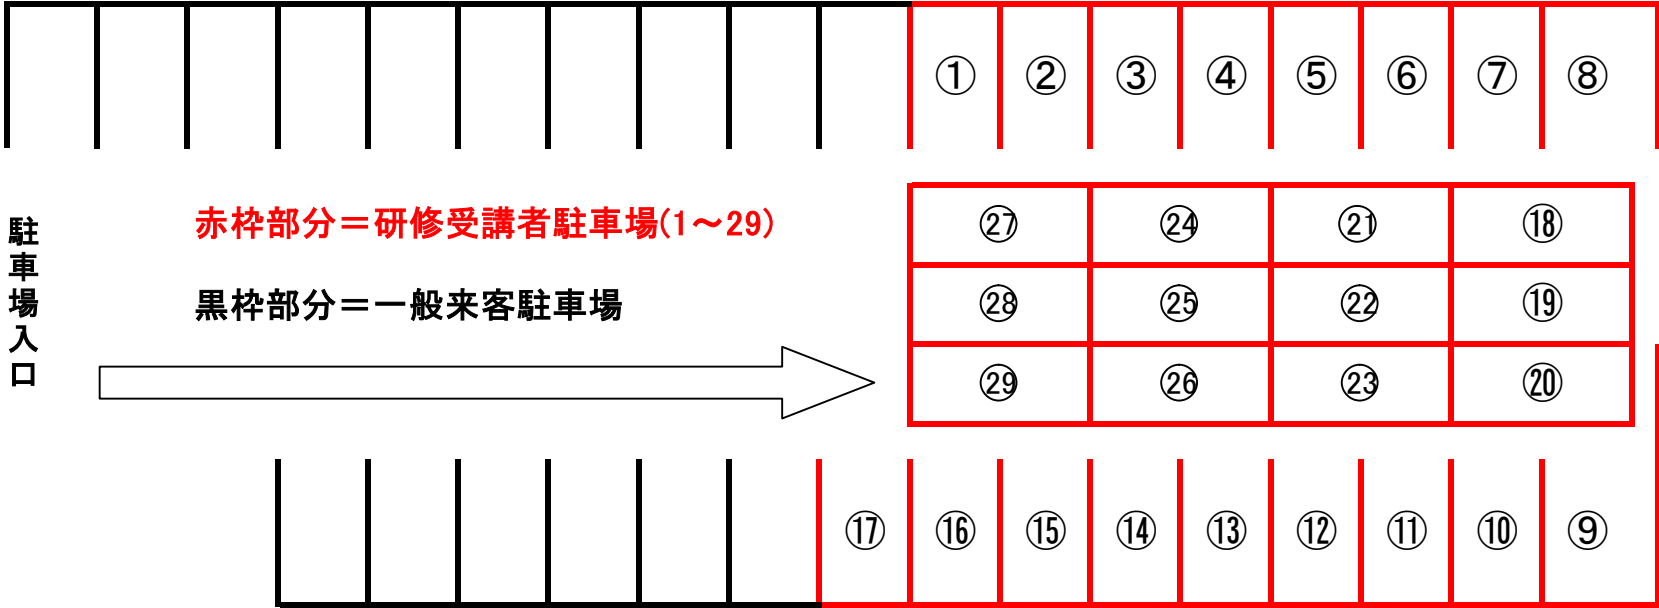 ① ② ③ ④ ⑤ ⑥ ⑦ ⑧
駐車場入口
赤枠部分＝研修受講者駐車場(1～29)
黒枠部分＝一般来客駐車場
㉗ ㉔ ㉑ ⑱
㉘ ㉕ ㉒ ⑲
㉙ ㉖ ㉓ ⑳
⑰ ⑯ ⑮ ⑭ ⑬ ⑫ ⑪ ⑩ ⑨